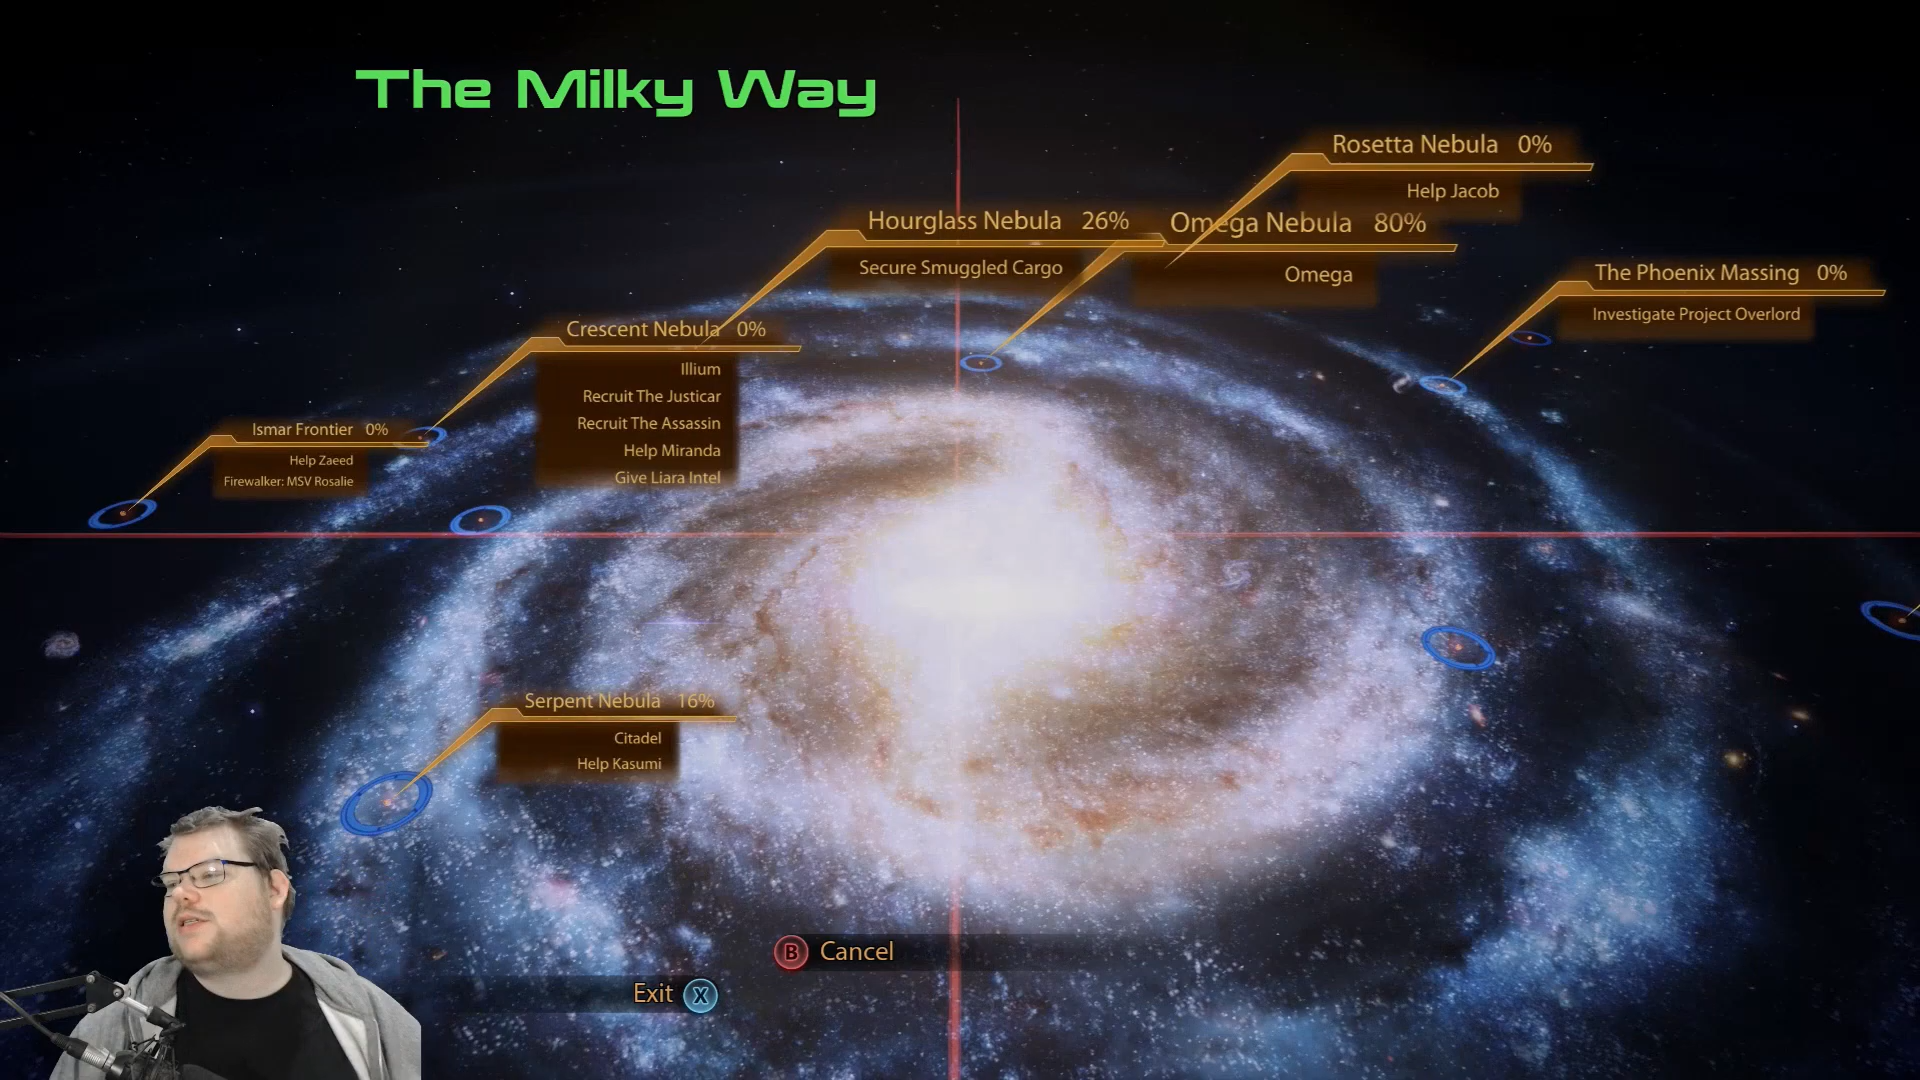 The Milky Way
Rosetta Nebula 0%
Help Jacob
Hourglass Nebula 26%
Secure Smuggled Cargo
Omega Nebula 80%
Omega
The Phoenix Massing 0%
Investigate Project Overlord
Crescent Nebula 0%
Illium
Recruit The Justicar
Recruit The Assassin
Help Miranda
Give Liara Intel
Ismar Frontier 0%
Help Zaeed
Firewalker: MSV Rosalie
Serpent Nebula 16%
Citadel
Help Kasumi
B Cancel
Exit X